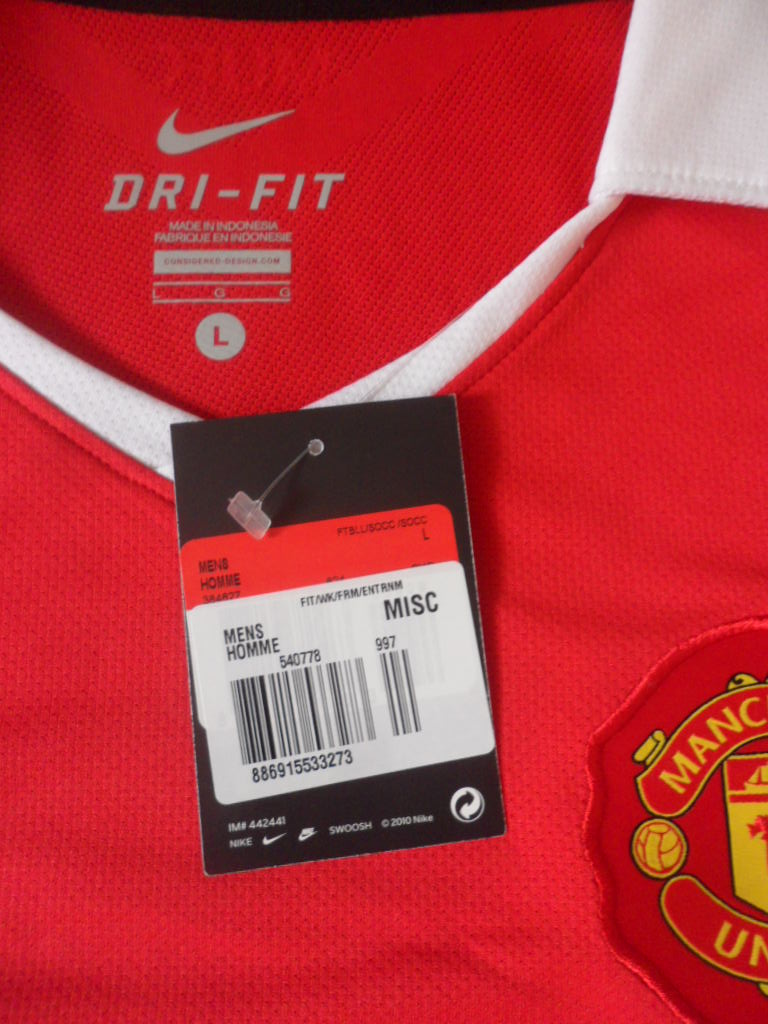 DRI-FIT
MADE IN INDONESIA
FABRIQUE EN INDONESIE
CONSIDERED-DESIGN.COM
L G G
L
FTBLL/SOCC /SOCC
L
MENS
HOMME
384827
FIT/WK/FRM/ENTRNM
MISC
MENS
HOMME
540778 997
886915533273
IM# 442441
NIKE SWOOSH © 2010 Nike
MANC
UN